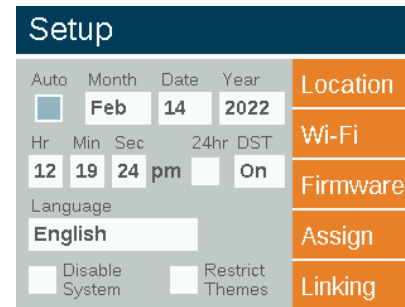 Setup
Auto Month Date Year
Feb 14 2022
Hr Min Sec 24hr DST
12 19 24 pm On
Language
English
Disable System
Restrict Themes
Location
Wi-Fi
Firmware
Assign
Linking